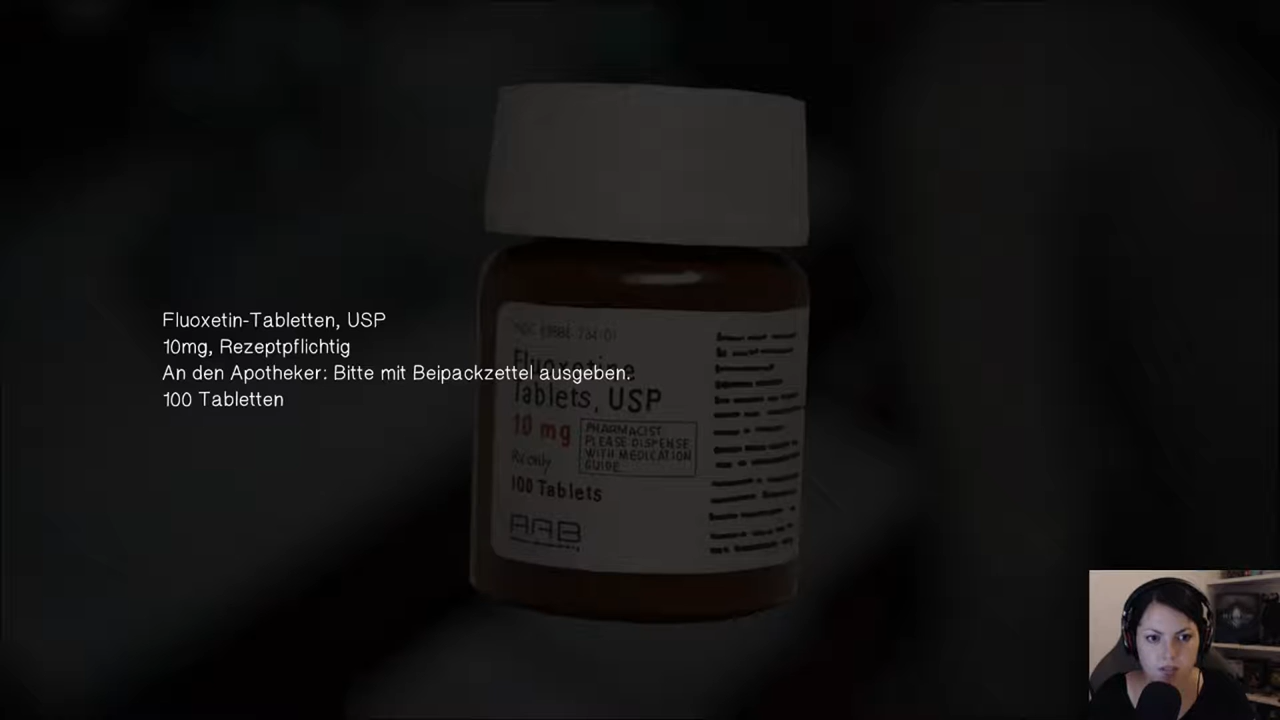 Fluoxetin-Tabletten, USP
10mg, Rezeptpflichtig
An den Apotheker: Bitte mit Beipackzettel ausgeben.
100 Tabletten
Fluoxetine
Tablets, USP
10 mg
PHARMACIST
PLEASE DISPENSE
WITH MEDICATION
GUIDE
Rx only
100 Tablets
AAB